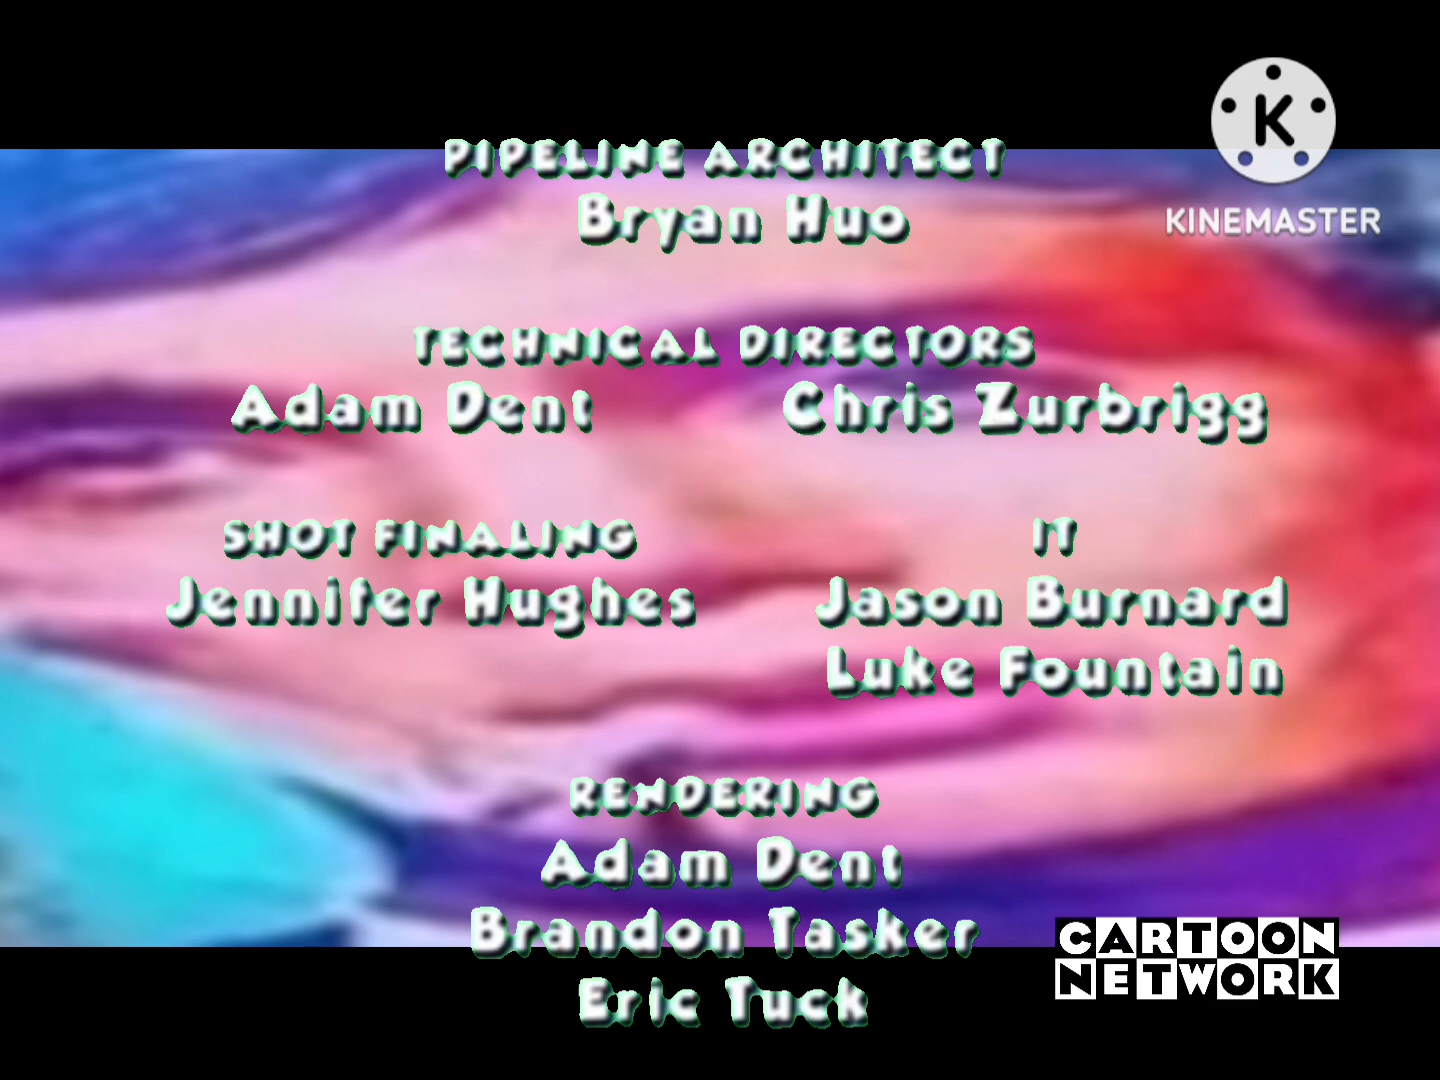 K
KINEMASTER
PIPELINE ARCHITECT
Bryan Huo
TECHNICAL DIRECTORS
Adam Dent Chris Zurbrigg
SHOT FINALING
Jennifer Hughes
IT
Jason Burnard
Luke Fountain
RENDERING
Adam Dent
Brandon Tasker
Eric Tuck
CARTOON
NETWORK